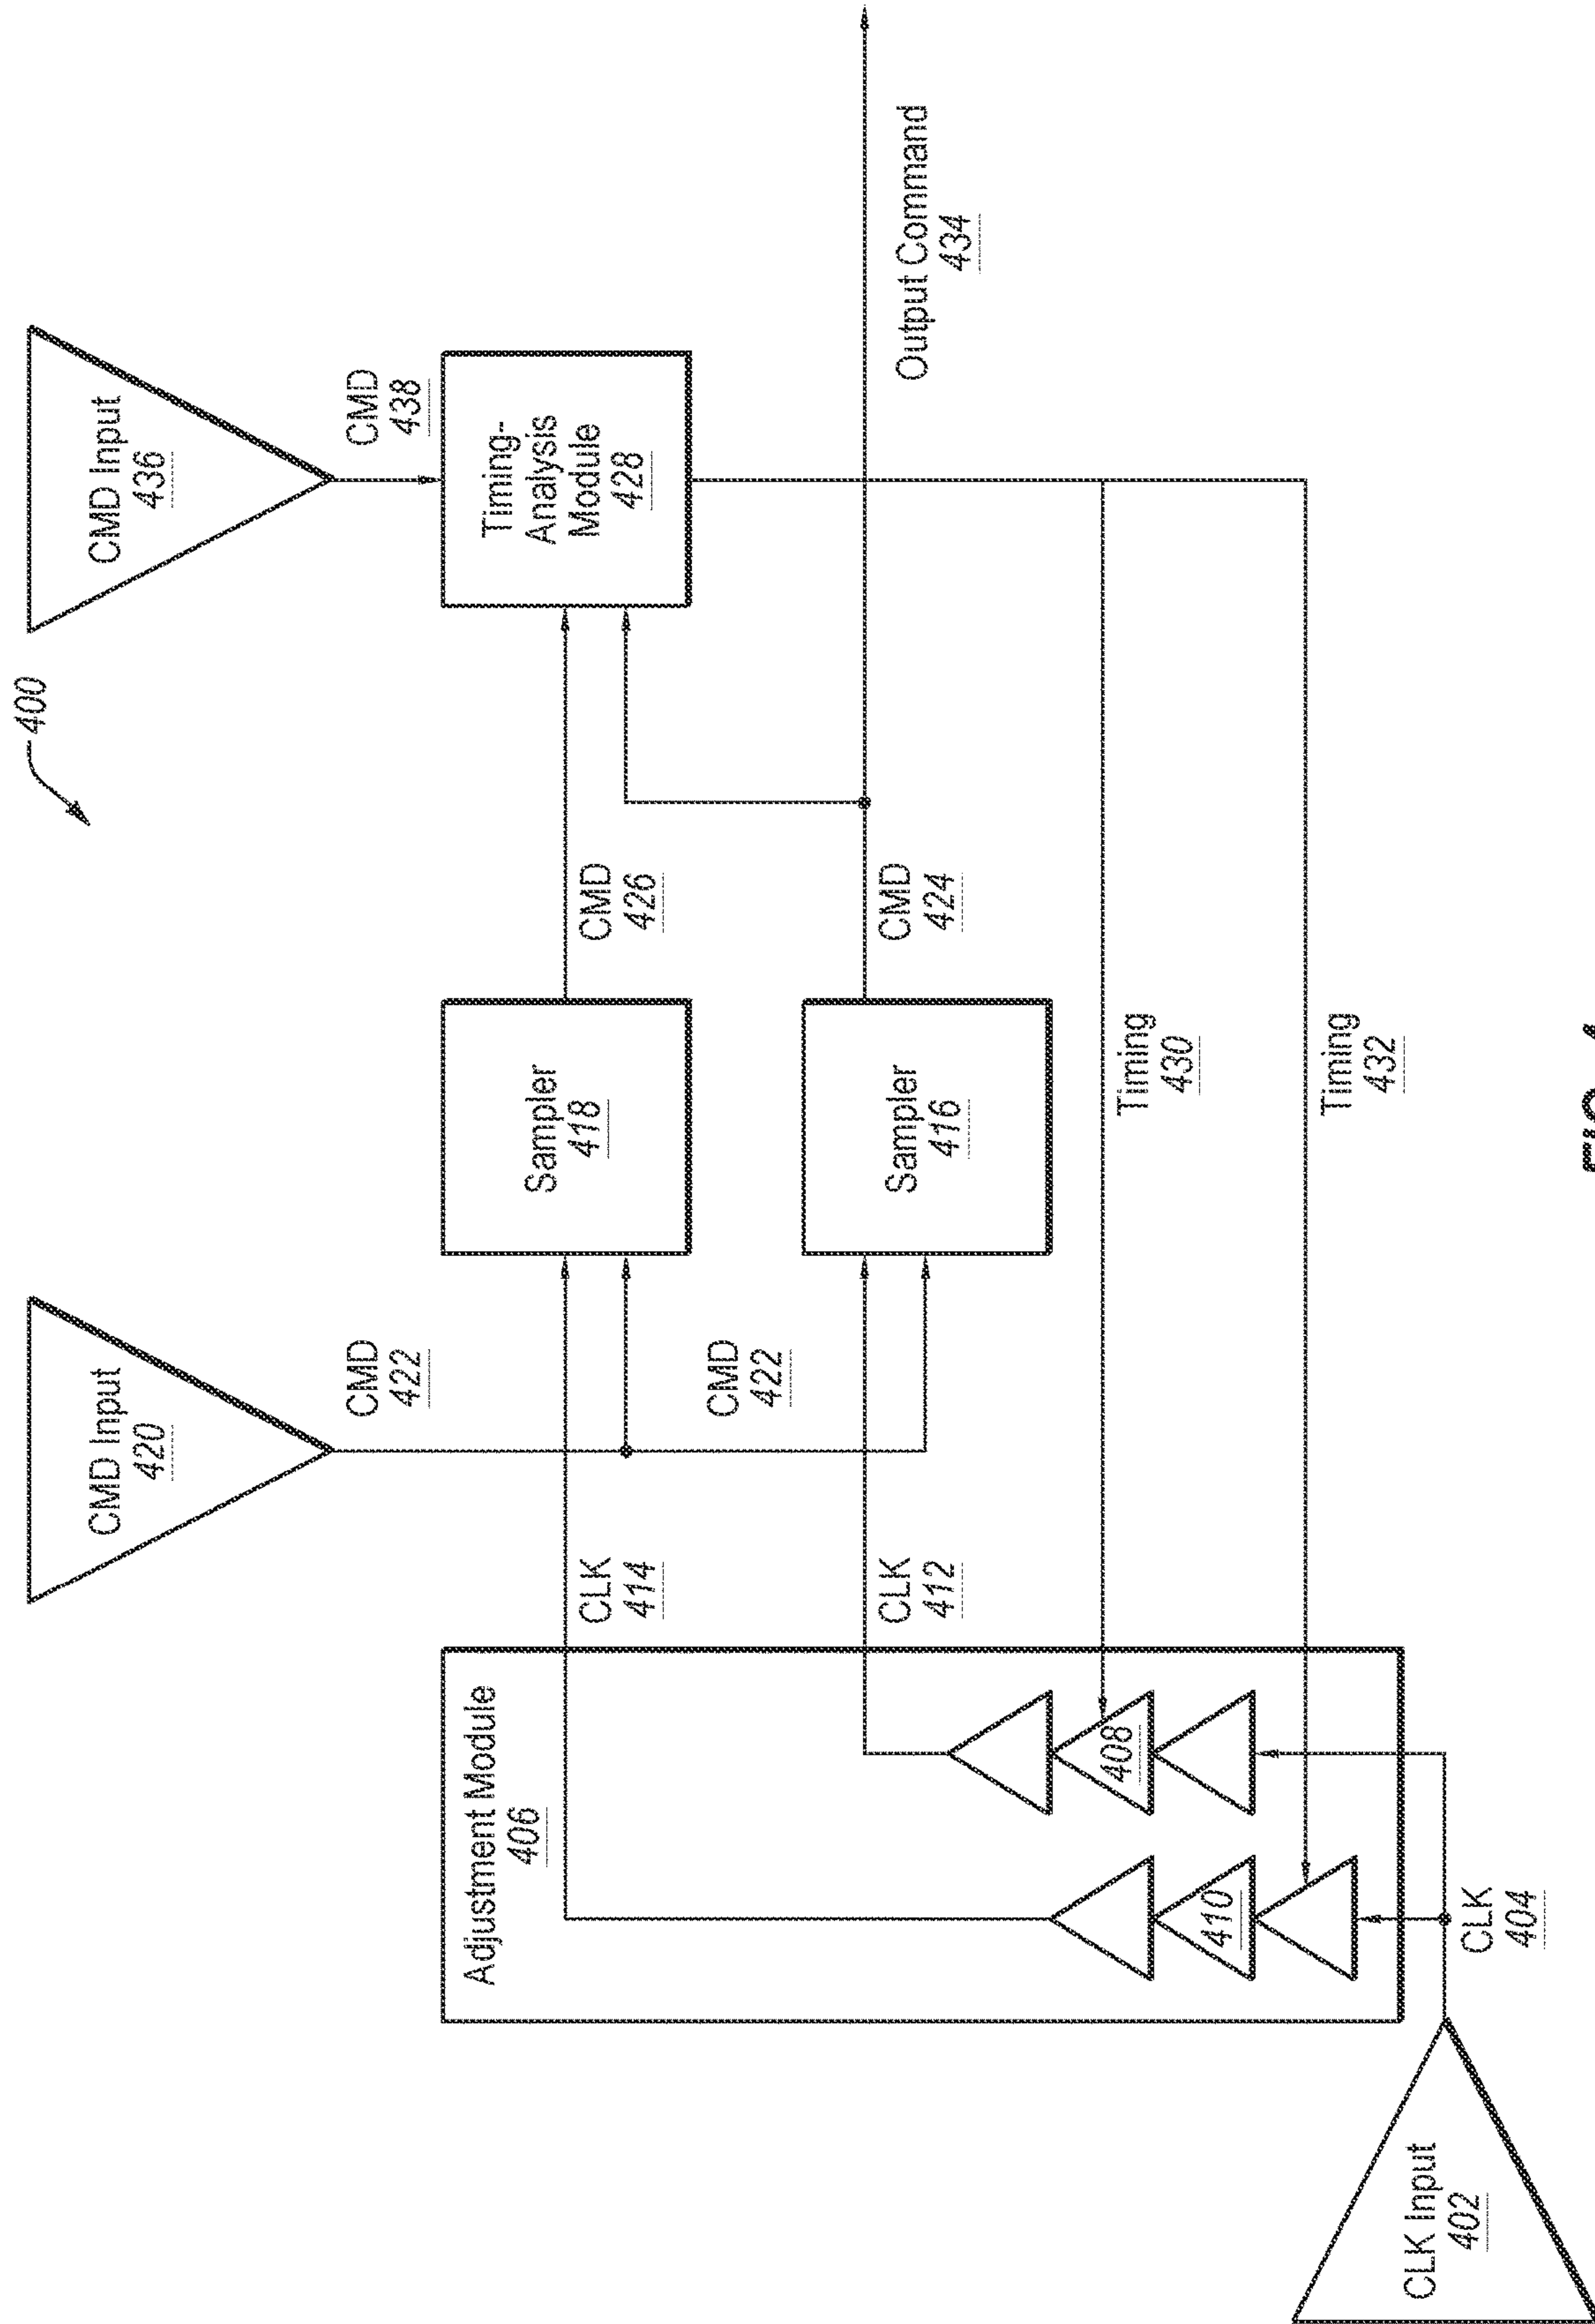 400
CMD Input
420
CMD Input
436
CMD
422
CMD
438
Adjustment Module
406
Sampler
418
Timing-
Analysis
Module
428
CLK
414
CMD
426
CMD
422
Sampler
416
CLK
412
CMD
424
Output Command
434
408
410
Timing
430
Timing
432
CLK Input
402
CLK
404